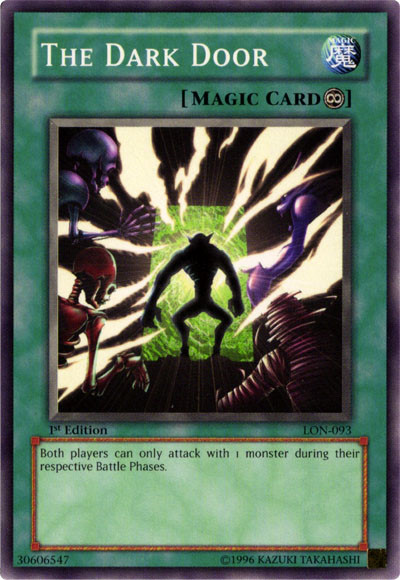 THE DARK DOOR
MAGIC
魔
[MAGIC CARD]
1st Edition
LON-093
Both players can only attack with 1 monster during their
respective Battle Phases.
30606547
©1996 KAZUKI TAKAHASHI